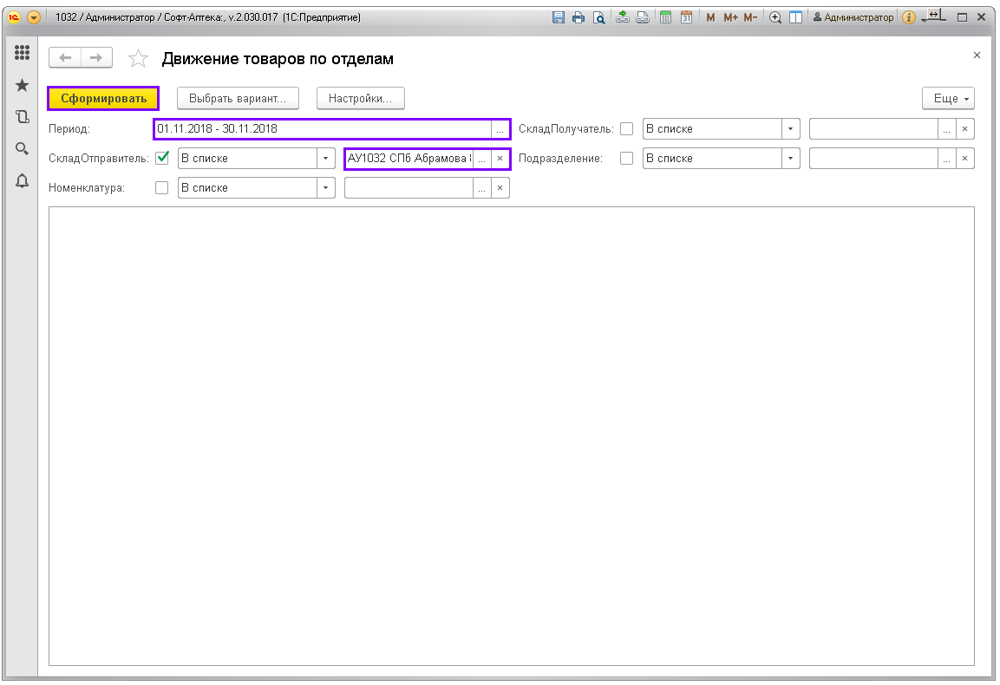 1032 / Администратор / Софт-Аптека:, v.2.030.017 (1С:Предприятие) 31 M M+ M- Администратор
Движение товаров по отделам
Сформировать Выбрать вариант... Настройки... Еще
Период: 01.11.2018 - 30.11.2018 ... СкладПолучатель: В списке ... ×
СкладОтправитель: В списке АУ1032 СПб Абрамова ... × Подразделение: В списке ... ×
Номенклатура: В списке ... ×